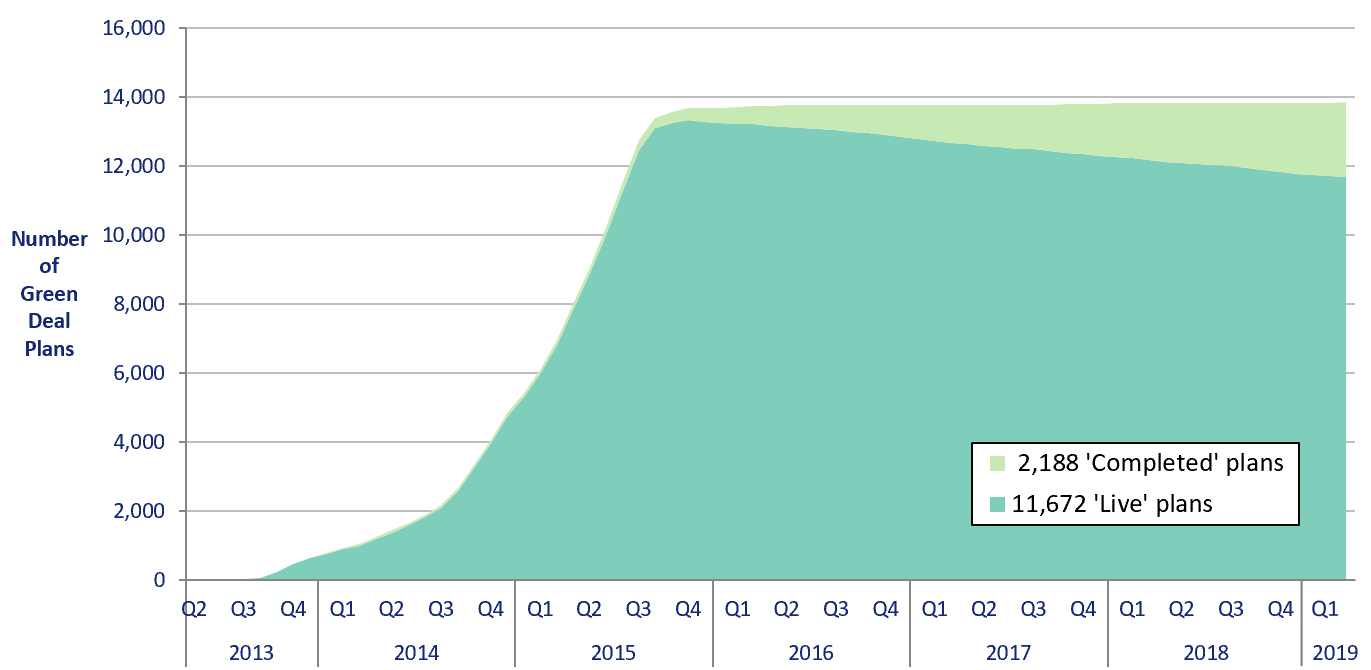 16,000
14,000
12,000
10,000
8,000
6,000
4,000
2,000
0
Number
of
Green
Deal
Plans
2,188 'Completed' plans
11,672 'Live' plans
Q2 Q3 Q4 Q1 Q2 Q3 Q4 Q1 Q2 Q3 Q4 Q1 Q2 Q3 Q4 Q1 Q2 Q3 Q4 Q1 Q2 Q3 Q4 Q1
2013 2014 2015 2016 2017 2018 2019